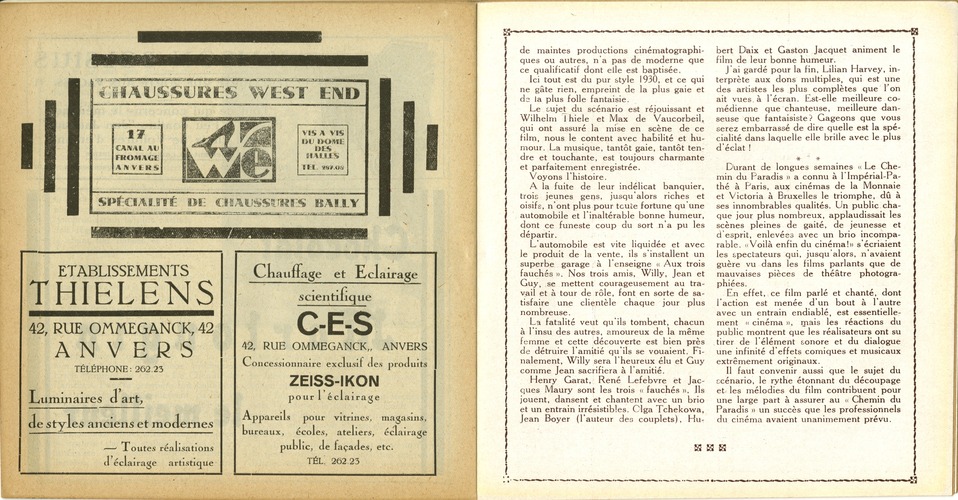 CHAUSSURES WEST END
17
CANAL AU
FROMAGE
ANVERS
WE
VIS A VIS
DU DOME
DES
HALLES
TEL. 257.09
SPÉCIALITÉ DE CHAUSSURES BALLY
ETABLISSEMENTS
THIELENS
42, RUE OMMEGANCK, 42
ANVERS
TÉLÉPHONE: 262.23
Luminaires d'art,
de styles anciens et modernes
— Toutes réalisations
d'éclairage artistique
Chauffage et Eclairage
scientifique
C-E-S
42, RUE OMMEGANCK,, ANVERS
Concessionnaire exclusif des produits
ZEISS-IKON
pour l'éclairage
Appareils pour vitrines, magasins,
bureaux, écoles, ateliers, éclairage
public, de façades, etc.
TÉL. 262.23
de maintes productions cinématographi-
ques ou autres, n'a pas de moderne que
ce qualificatif dont elle est baptisée.
Ici tout est du pur style 1930, et ce qui
ne gâte rien, empreint de la plus gaie et
de la plus folle fantaisie.
Le sujet du scénario est réjouissant et
Wilhelm Thiele et Max de Vaucorbeil,
qui ont assuré la mise en scène de ce
film, nous le content avec habilité et hu-
mour. La musique, tantôt gaie, tantôt ten-
dre et touchante, est toujours charmante
et parfaitement enregistrée.
Voyons l'histoire.
A la fuite de leur indélicat banquier,
trois jeunes gens, jusqu'alors riches et
oisifs, n'ont plus pour toute fortune qu'une
automobile et l'inaltérable bonne humeur,
dont ce funeste coup du sort n'a pu les
départir.
L'automobile est vite liquidée et avec
le produit de la vente, ils s'installent un
superbe garage à l'enseigne « Aux trois
fauchés ». Nos trois amis, Willy, Jean et
Guy, se mettent courageusement au tra-
vail et à tour de rôle, font en sorte de sa-
tisfaire une clientèle chaque jour plus
nombreuse.
La fatalité veut qu'ils tombent, chacun
à l'insu des autres, amoureux de la même
femme et cette découverte est bien près
de détruire l'amitié qu'ils se vouaient. Fi-
nalement, Willy sera l'heureux élu et Guy
comme Jean sacrifiera à l'amitié.
Henry Garat, René Lefebvre et Jac-
ques Maury sont les trois « fauchés ». Ils
jouent, dansent et chantent avec un brio
et un entrain irrésistibles. Olga Tchekowa,
Jean Boyer (l'auteur des couplets), Hu-
bert Daix et Gaston Jacquet animent le
film de leur bonne humeur.
J'ai gardé pour la fin, Lilian Harvey, in-
terprète aux dons multiples, qui est une
des artistes les plus complètes que l'on
ait vues à l'écran. Est-elle meilleure co-
médienne que chanteuse, meilleure dan-
seuse que fantaisiste? Gageons que vous
serez embarrassé de dire quelle est la spé-
cialité dans laquelle elle brille avec le plus
d'éclat !
* *
Durant de longues semaines « Le Che-
min du Paradis » a connu à l'Impérial-Pa-
thé à Paris, aux cinémas de la Monnaie
et Victoria à Bruxelles le triomphe, dû à
ses innombrables qualités. Un public cha-
que jour plus nombreux, applaudissait les
scènes pleines de gaité, de jeunesse et
d'esprit, enlevées avec un brio incompa-
rable. «Voilà enfin du cinéma!» s'écriaient
les spectateurs qui, jusqu'alors, n'avaient
guère vu dans les films parlants que de
mauvaises pièces de théâtre photogra-
phiées.
En effet, ce film parlé et chanté, dont
l'action est menée d'un bout à l'autre
avec un entrain endiablé, est essentielle-
ment « cinéma », mais les réactions du
public montrent que les réalisateurs ont su
tirer de l'élément sonore et du dialogue
une infinité d'effets comiques et musicaux
extrêmement originaux.
Il faut convenir aussi que le sujet du
scénario, le rythe étonnant du découpage
et les mélodies du film contribuent pour
une large part à assurer au « Chemin du
Paradis » un succès que les professionnels
du cinéma avaient unanimement prévu.